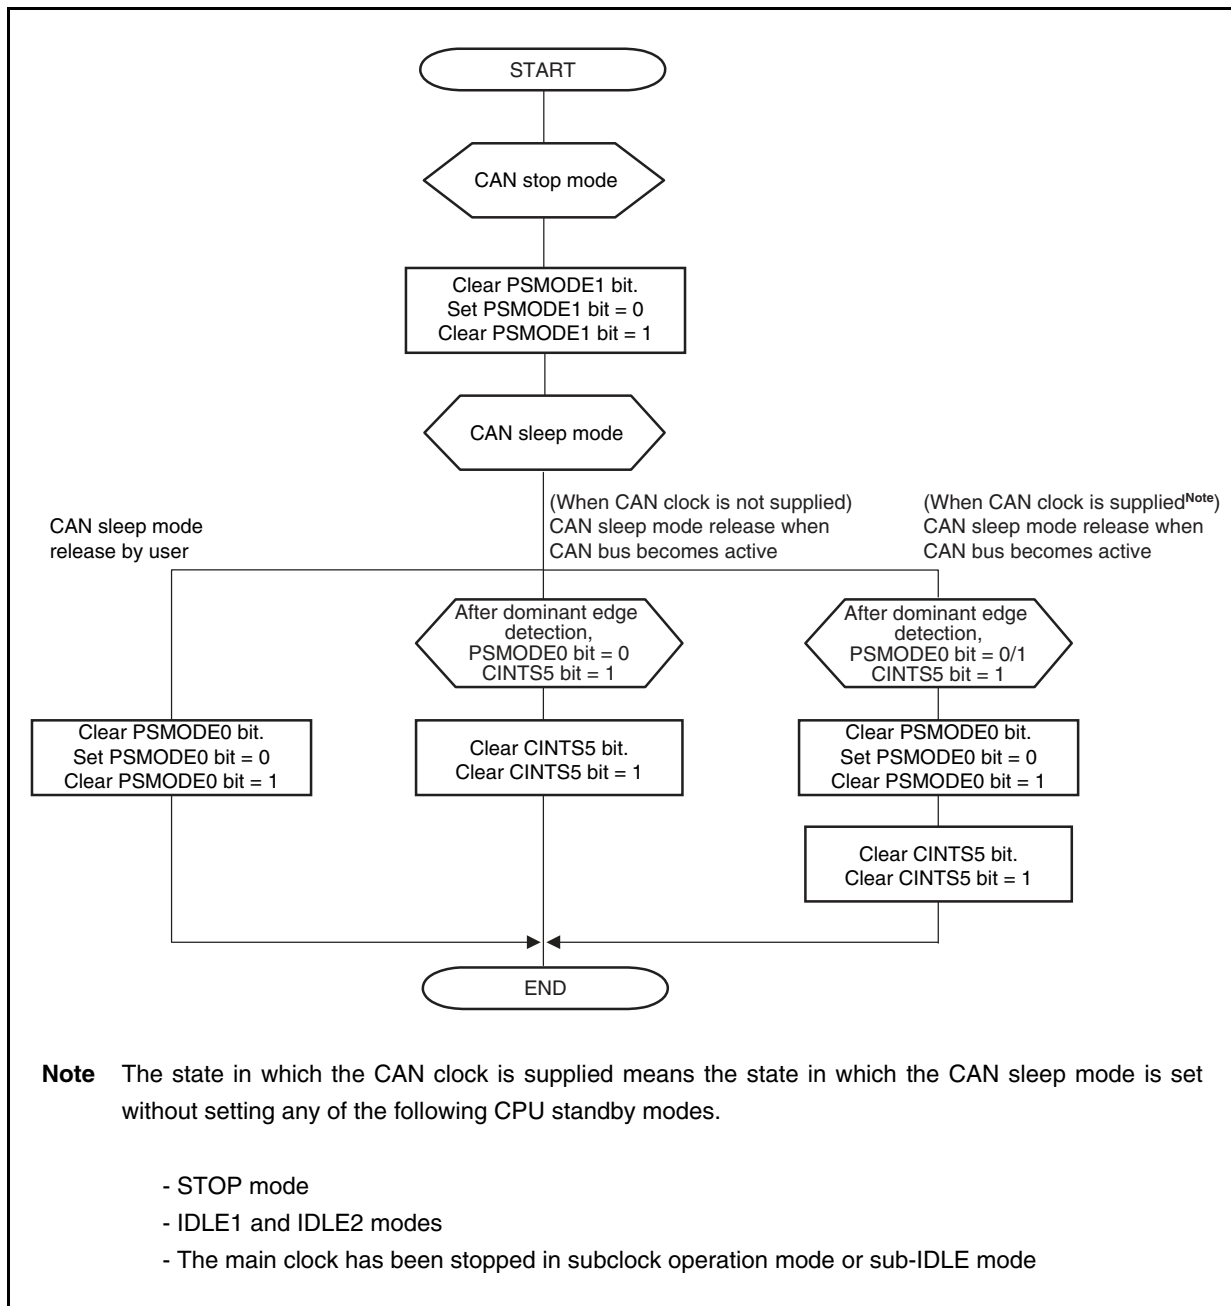 START
CAN stop mode
Clear PSMODE1 bit.
Set PSMODE1 bit = 0
Clear PSMODE1 bit = 1
CAN sleep mode
CAN sleep mode
release by user
(When CAN clock is not supplied)
CAN sleep mode release when
CAN bus becomes active
(When CAN clock is supplied^Note)
CAN sleep mode release when
CAN bus becomes active
After dominant edge
detection,
PSMODE0 bit = 0
CINTS5 bit = 1
After dominant edge
detection,
PSMODE0 bit = 0/1
CINTS5 bit = 1
Clear PSMODE0 bit.
Set PSMODE0 bit = 0
Clear PSMODE0 bit = 1
Clear CINTS5 bit.
Clear CINTS5 bit = 1
Clear PSMODE0 bit.
Set PSMODE0 bit = 0
Clear PSMODE0 bit = 1
Clear CINTS5 bit.
Clear CINTS5 bit = 1
END
Note The state in which the CAN clock is supplied means the state in which the CAN sleep mode is set
without setting any of the following CPU standby modes.
- STOP mode
- IDLE1 and IDLE2 modes
- The main clock has been stopped in subclock operation mode or sub-IDLE mode